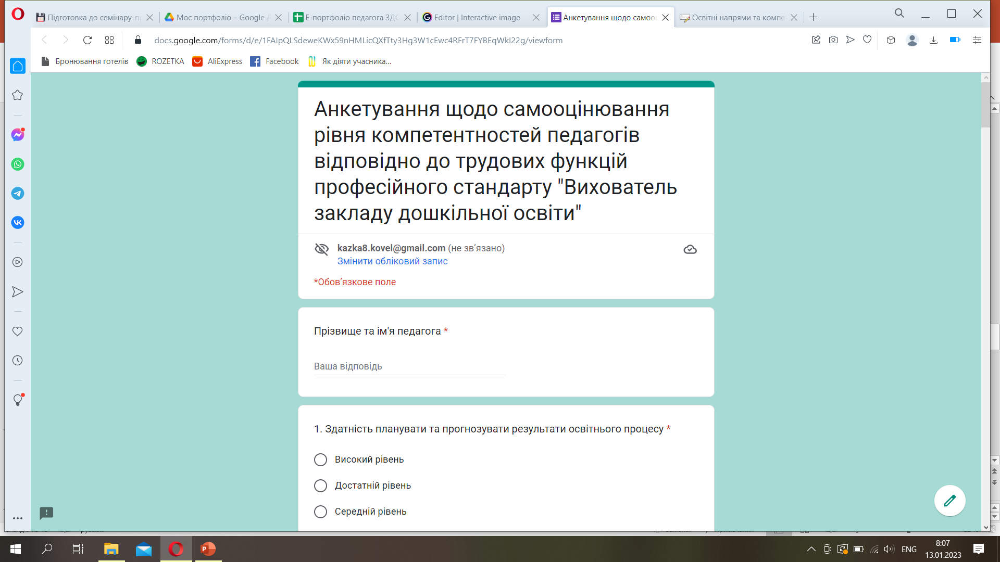 Підготовка до семінару-п
Моє портфоліо – Google Д
Е-портфоліо педагога ЗДО
Editor | Interactive image
Анкетування щодо самооц
Освітні напрями та компе
docs.google.com/forms/d/e/1FAIpQLSdeweKWx59nHMLicQXfTty3Hg3W1cEwc4RFrT7FYBEqWkI22g/viewform
Бронювання готелів
ROZETKA
AliExpress
Facebook
Як діяти учасника...
Анкетування щодо самооцінювання
рівня компетентностей педагогів
відповідно до трудових функцій
професійного стандарту "Вихователь
закладу дошкільної освіти"
kazka8.kovel@gmail.com (не зв’язано)
Змінити обліковий запис
*Обов’язкове поле
Прізвище та ім'я педагога *
Ваша відповідь
1. Здатність планувати та прогнозувати результати освітнього процесу *
Високий рівень
Достатній рівень
Середній рівень
ENG
8:07
13.01.2023